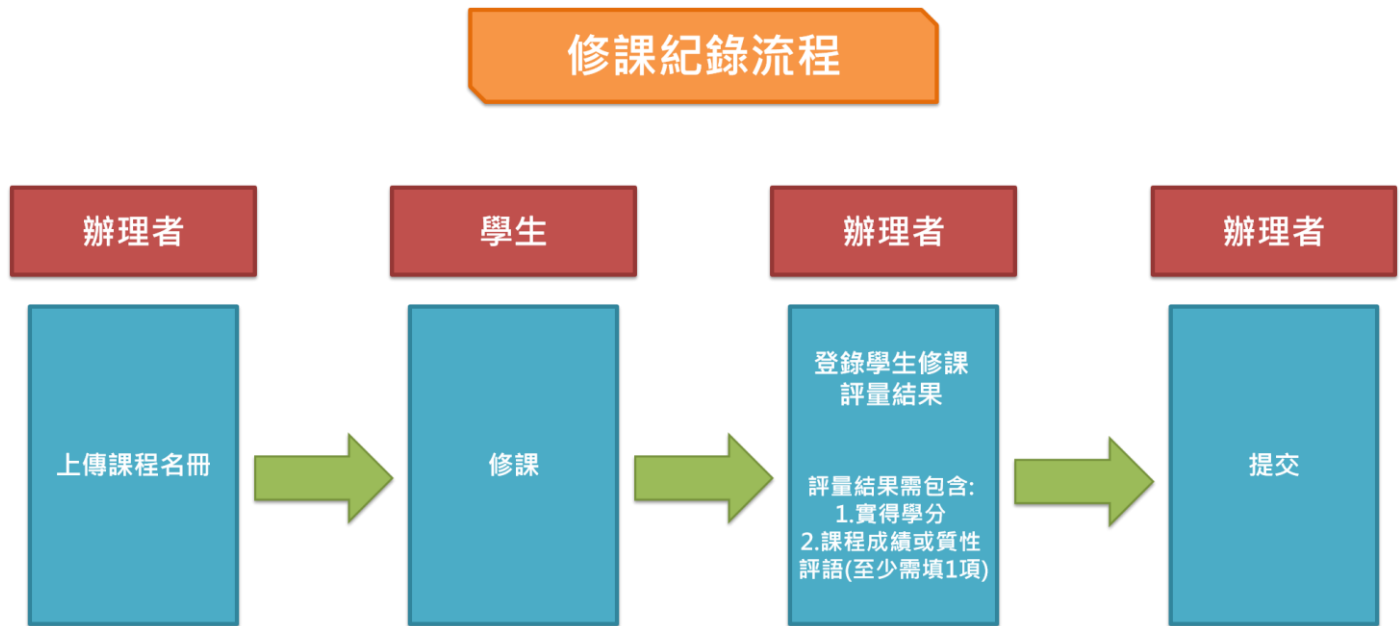 修課紀錄流程
辦理者
學生
辦理者
辦理者
上傳課程名冊
修課
登錄學生修課
評量結果
評量結果需包含:
1.實得學分
2.課程成績或質性
評語(至少需填1項)
提交